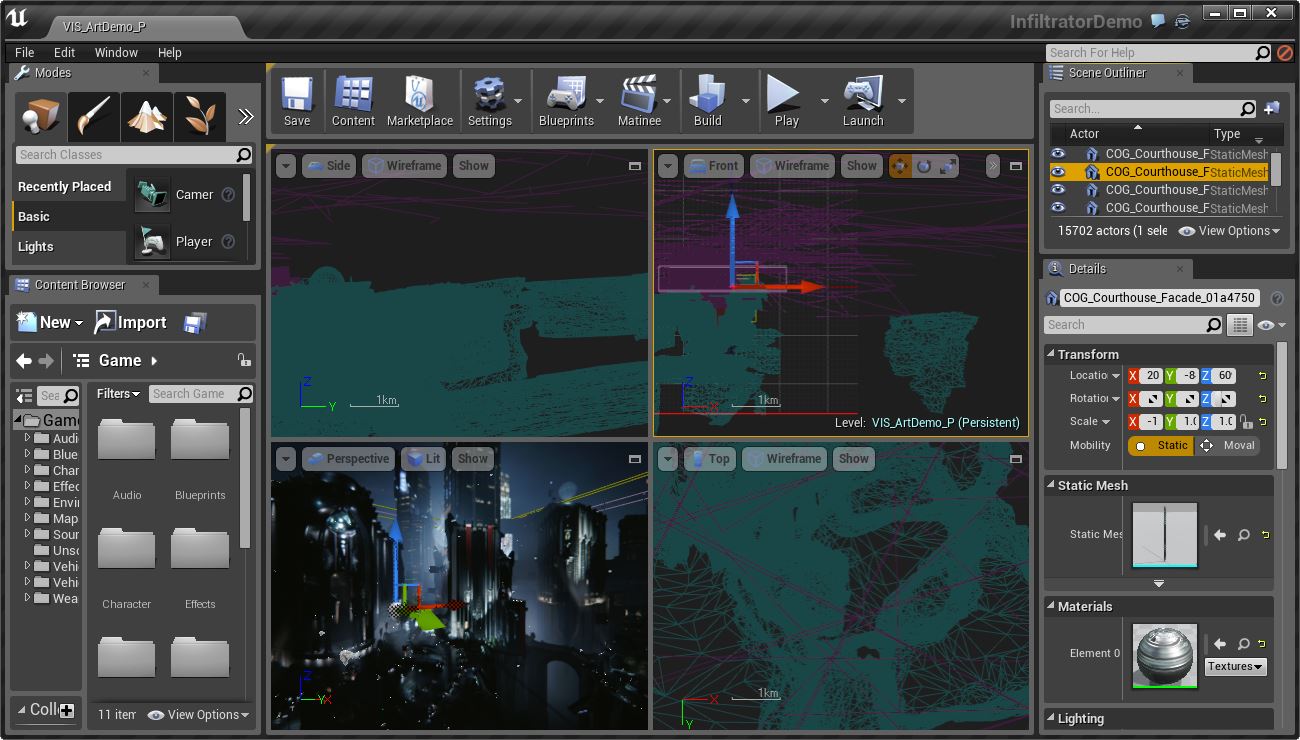 VIS_ArtDemo_P
InfiltratorDemo
File Edit Window Help
Search For Help
Modes
Search Classes
Recently Placed
Basic
Lights
Camer
Player
Save Content Marketplace Settings Blueprints Matinee Build Play Launch
Scene Outliner
Search...
Actor Type
COG_Courthouse_F StaticMesh
COG_Courthouse_F StaticMesh
COG_Courthouse_F StaticMesh
COG_Courthouse_F StaticMesh
15702 actors (1 sele View Options
Content Browser
New Import
Game
Filters Search Game
Sea
Game
Audio
Blue
Char
Effec
Envi
Map
Sour
Unso
Vehi
Vehi
Wea
Audio Blueprints
Character Effects
Coll
11 item View Options
Side Wireframe Show
Z
Y
1km
Front Wireframe Show
Z
X
1km
Level: VIS_ArtDemo_P (Persistent)
Perspective Lit Show
Z
Y X
Top Wireframe Show
X
Y
1km
Details
COG_Courthouse_Facade_01a4750
Search
Transform
Locatio X 20 Y -8 Z 60
Rotation X Y Z
Scale X -1 Y 1.0 Z 1.0
Mobility Static Moval
Static Mesh
Static Mes
Materials
Element 0
Textures
Lighting